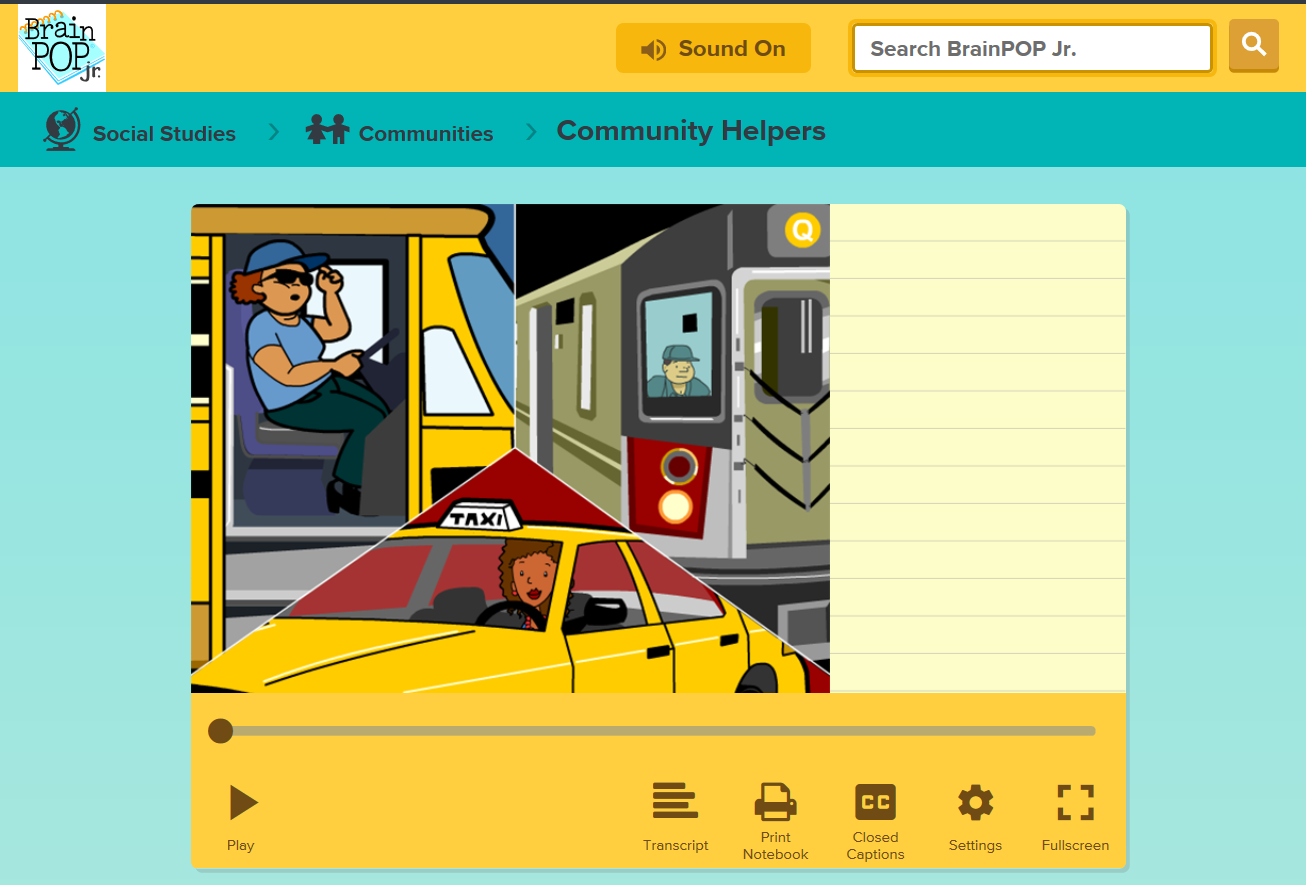 Brain
POP
jr.
Sound On
Search BrainPOP Jr.
Social Studies
Communities
Community Helpers
Q
TAXI
Play
Transcript
Print
Notebook
CC
Closed
Captions
Settings
Fullscreen